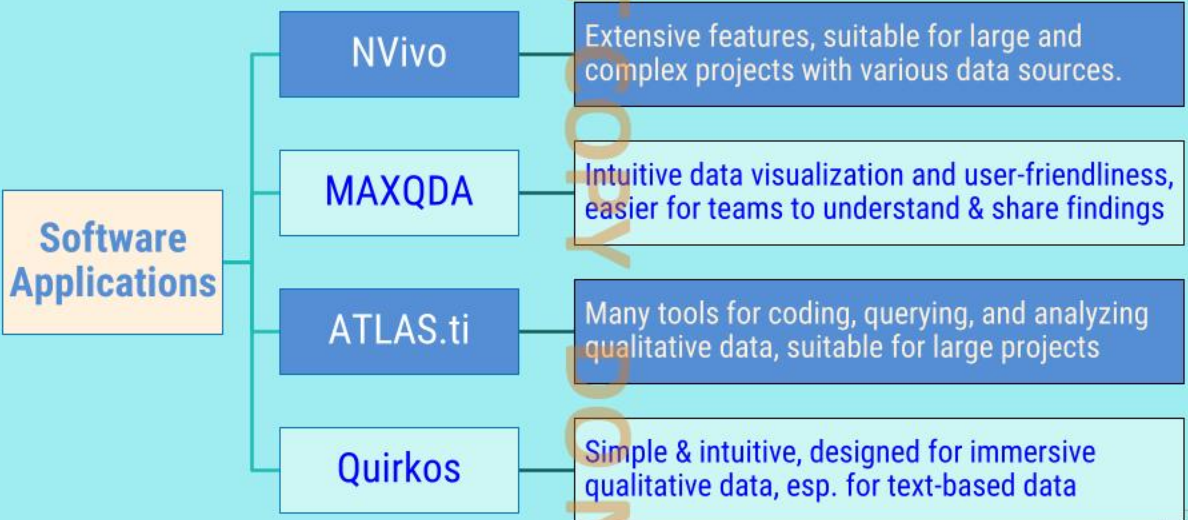 Software
Applications
NVivo
Extensive features, suitable for large and
complex projects with various data sources.
MAXQDA
Intuitive data visualization and user-friendliness,
easier for teams to understand & share findings
ATLAS.ti
Many tools for coding, querying, and analyzing
qualitative data, suitable for large projects
Quirkos
Simple & intuitive, designed for immersive
qualitative data, esp. for text-based data
COPY DO